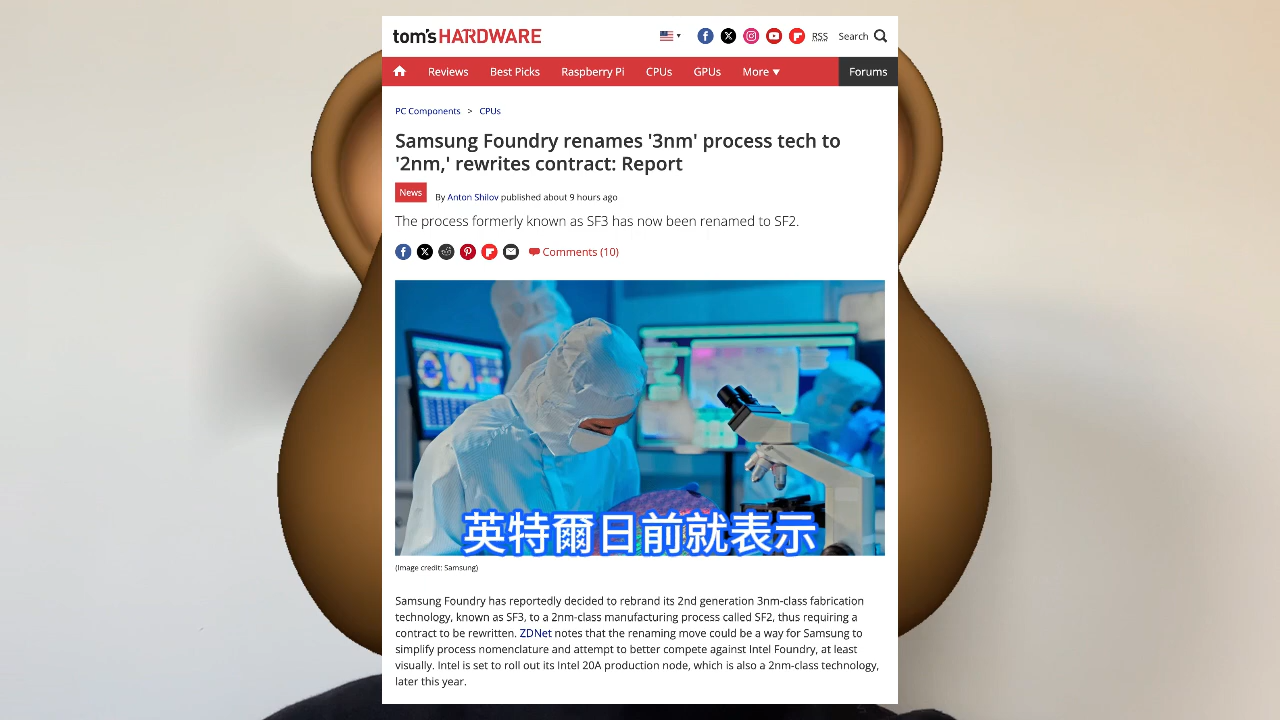 tom's HARDWARE
RSS
Search
Reviews
Best Picks
Raspberry Pi
CPUs
GPUs
More ▼
Forums
PC Components > CPUs
Samsung Foundry renames '3nm' process tech to
'2nm,' rewrites contract: Report
News
By Anton Shilov published about 9 hours ago
The process formerly known as SF3 has now been renamed to SF2.
Comments (10)
英特爾日前就表示
(Image credit: Samsung)
Samsung Foundry has reportedly decided to rebrand its 2nd generation 3nm-class fabrication
technology, known as SF3, to a 2nm-class manufacturing process called SF2, thus requiring a
contract to be rewritten. ZDNet notes that the renaming move could be a way for Samsung to
simplify process nomenclature and attempt to better compete against Intel Foundry, at least
visually. Intel is set to roll out its Intel 20A production node, which is also a 2nm-class technology,
later this year.